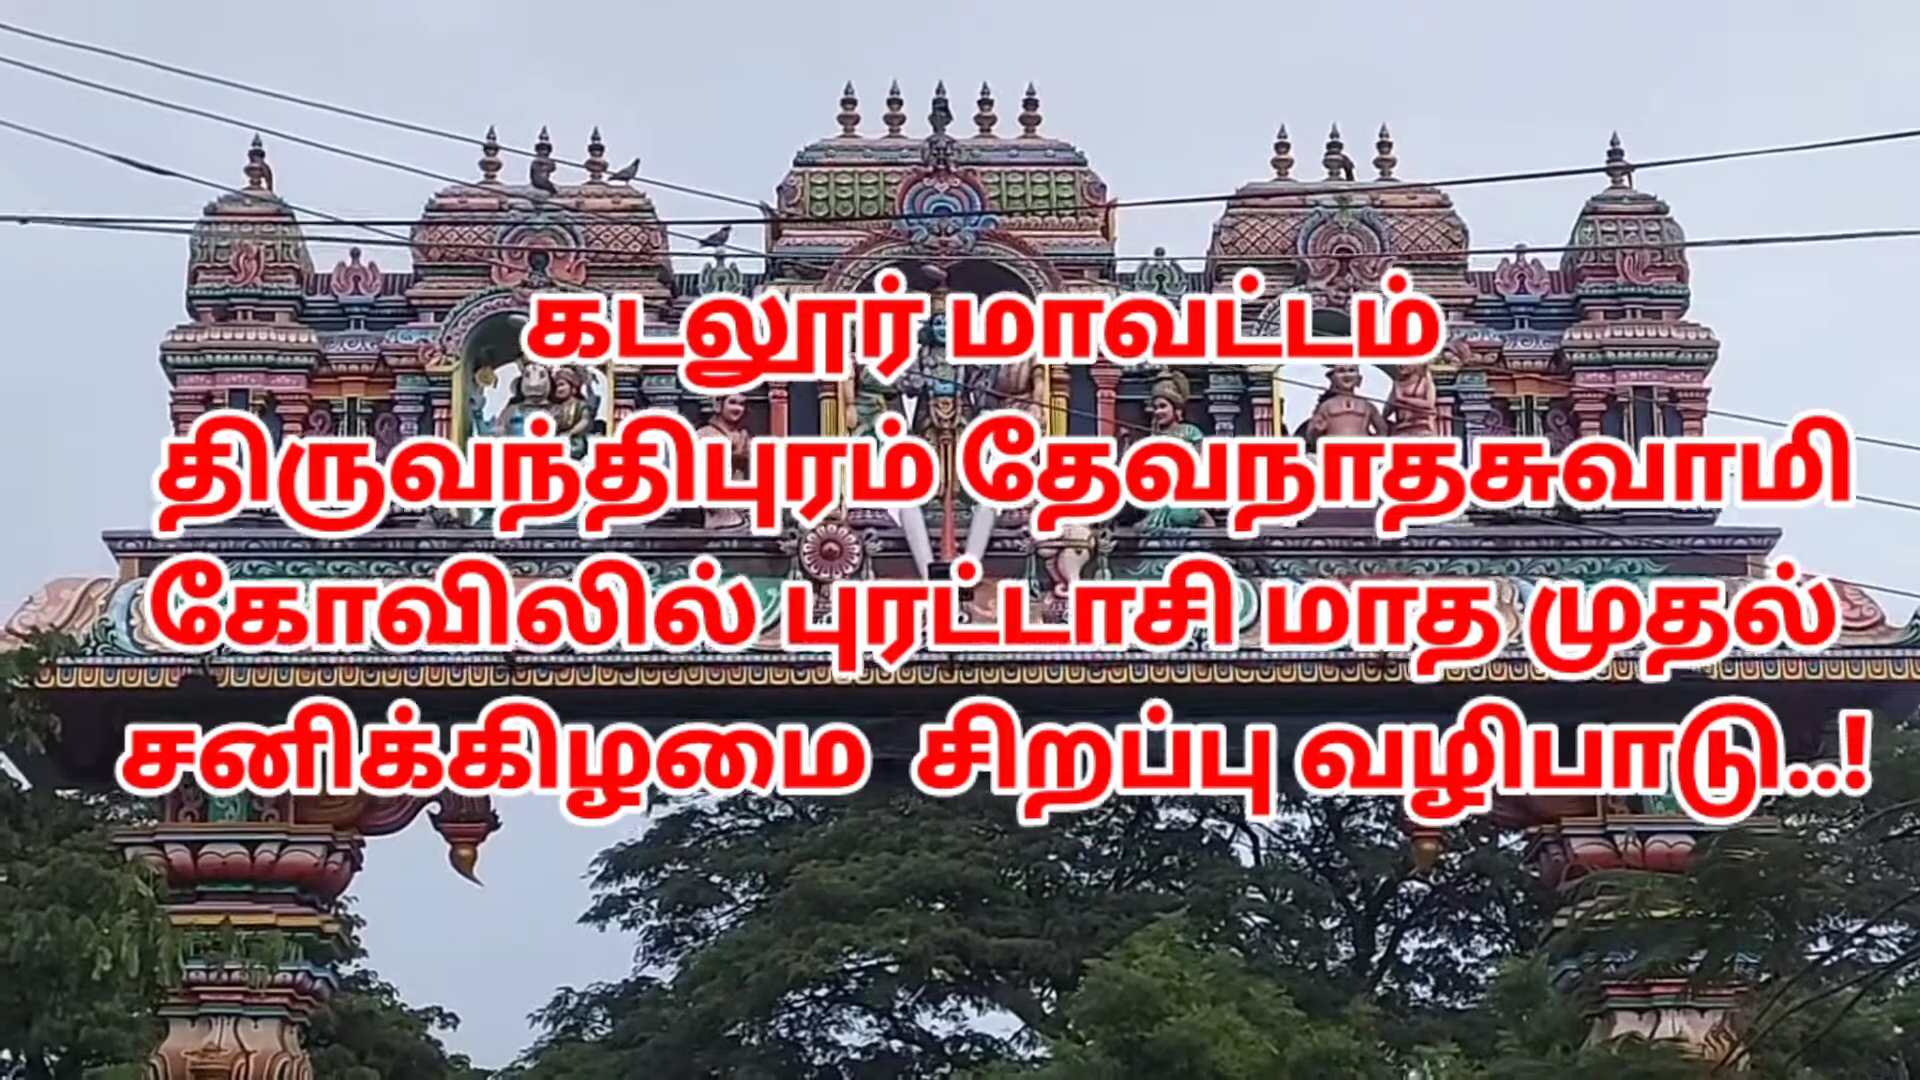 கடலூர் மாவட்டம்
திருவந்திபுரம் தேவநாதசுவாமி
கோவிலில் புரட்டாசி மாத முதல்
சனிக்கிழமை சிறப்பு வழிபாடு..!